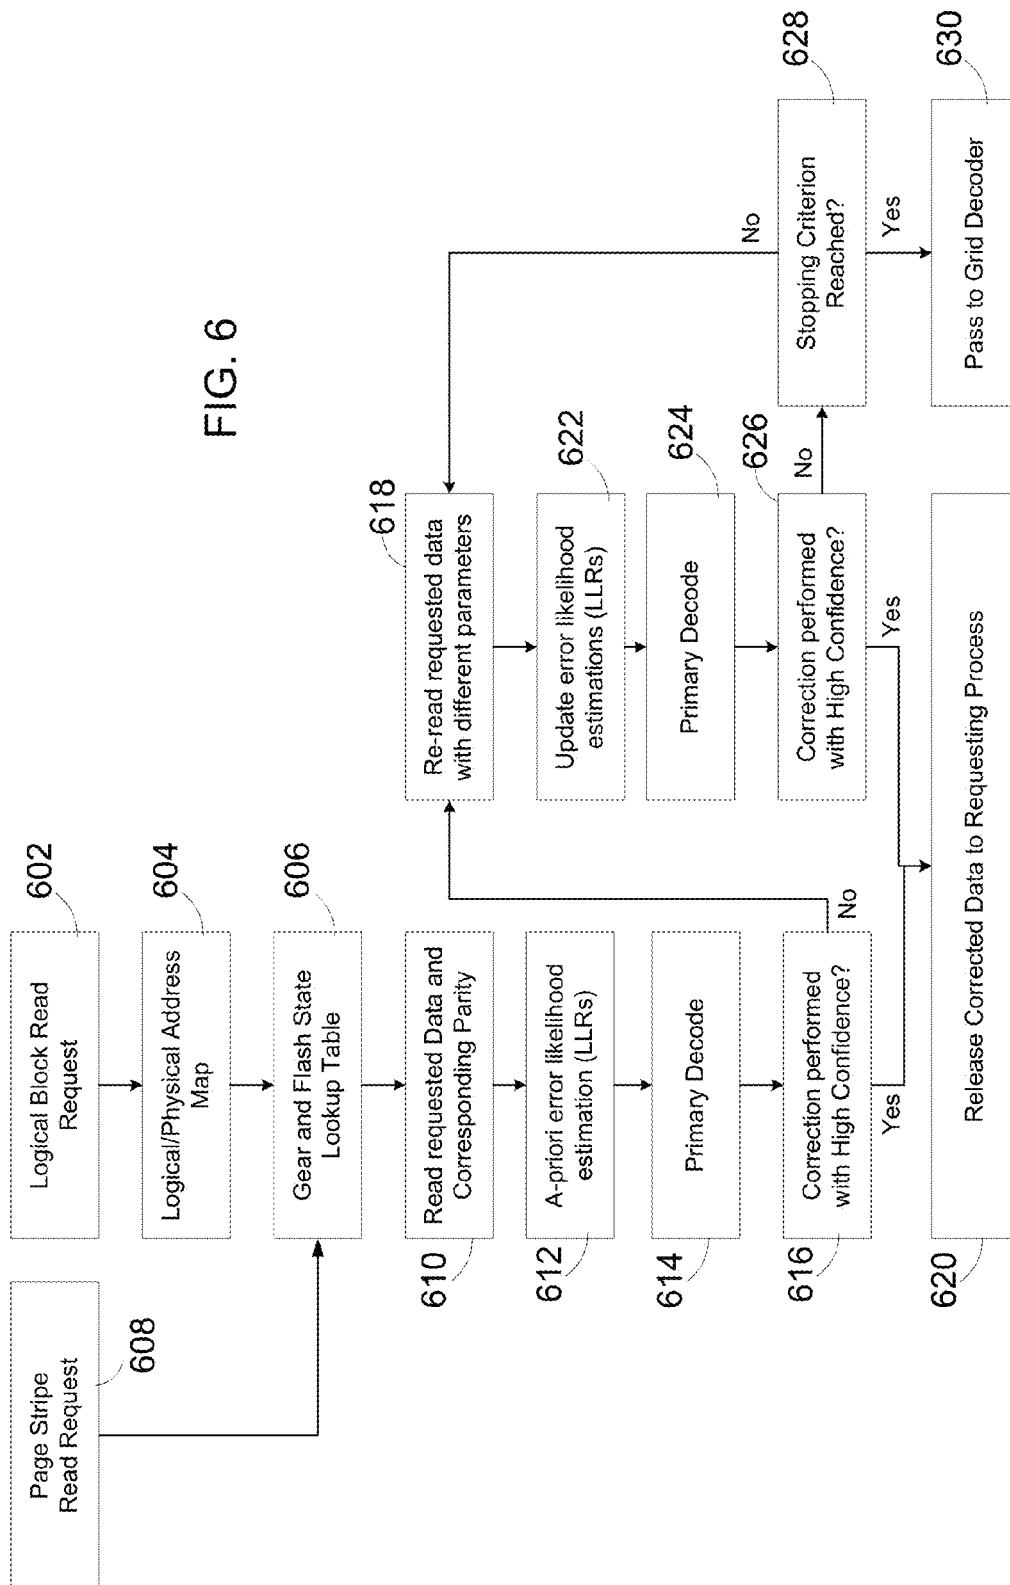 FIG. 6
Page Stripe
Read Request
608
Logical Block Read
Request
602
Logical/Physical Address
Map
604
Gear and Flash State
Lookup Table
606
Read requested Data and
Corresponding Parity
610
A-priori error likelihood
estimation (LLRs)
612
Primary Decode
614
Correction performed
with High Confidence?
616
No
Yes
Re-read requested data
with different parameters
618
Update error likelihood
estimations (LLRs)
622
Primary Decode
624
Correction performed
with High Confidence?
626
No
Yes
Stopping Criterion
Reached?
628
No
Yes
Pass to Grid Decoder
630
Release Corrected Data to Requesting Process
620